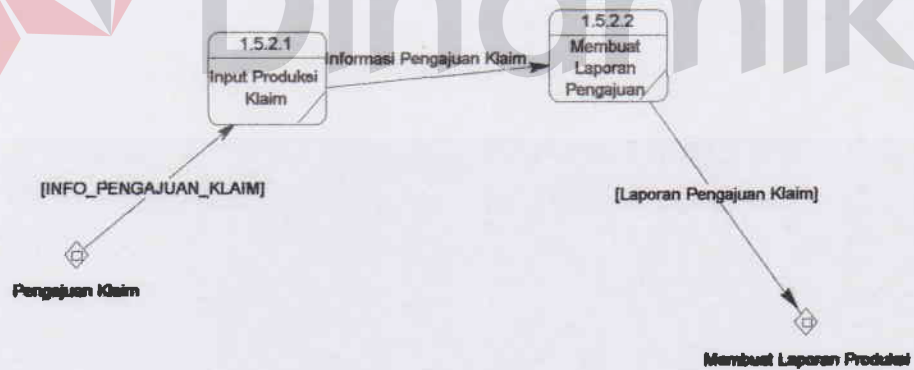 Dinamik
1.5.2.1
Input Produksi
Klaim
Informasi Pengajuan Klaim
1.5.2.2
Membuat
Laporan
Pengajuan
[INFO_PENGAJUAN_KLAIM]
[Laporan Pengajuan Klaim]
Pengajuan Klaim
Membuat Laporan Produksi